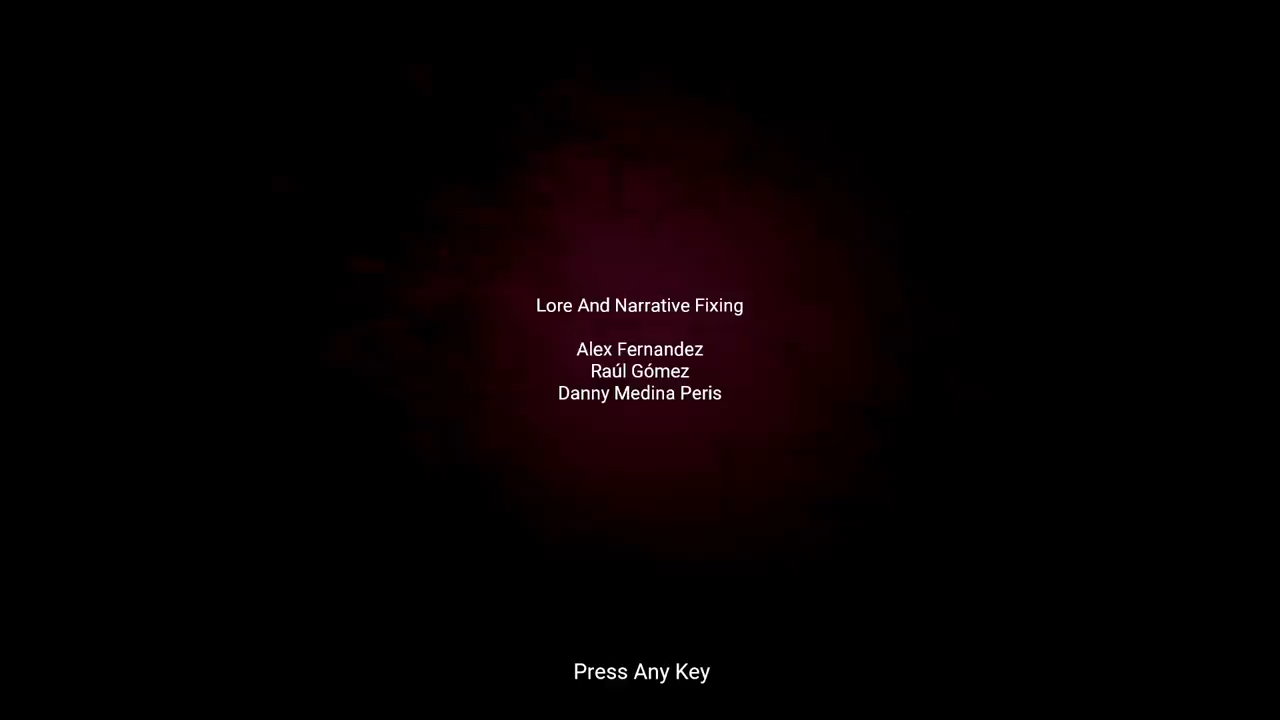 Lore And Narrative Fixing
Alex Fernandez
Raúl Gómez
Danny Medina Peris
Press Any Key